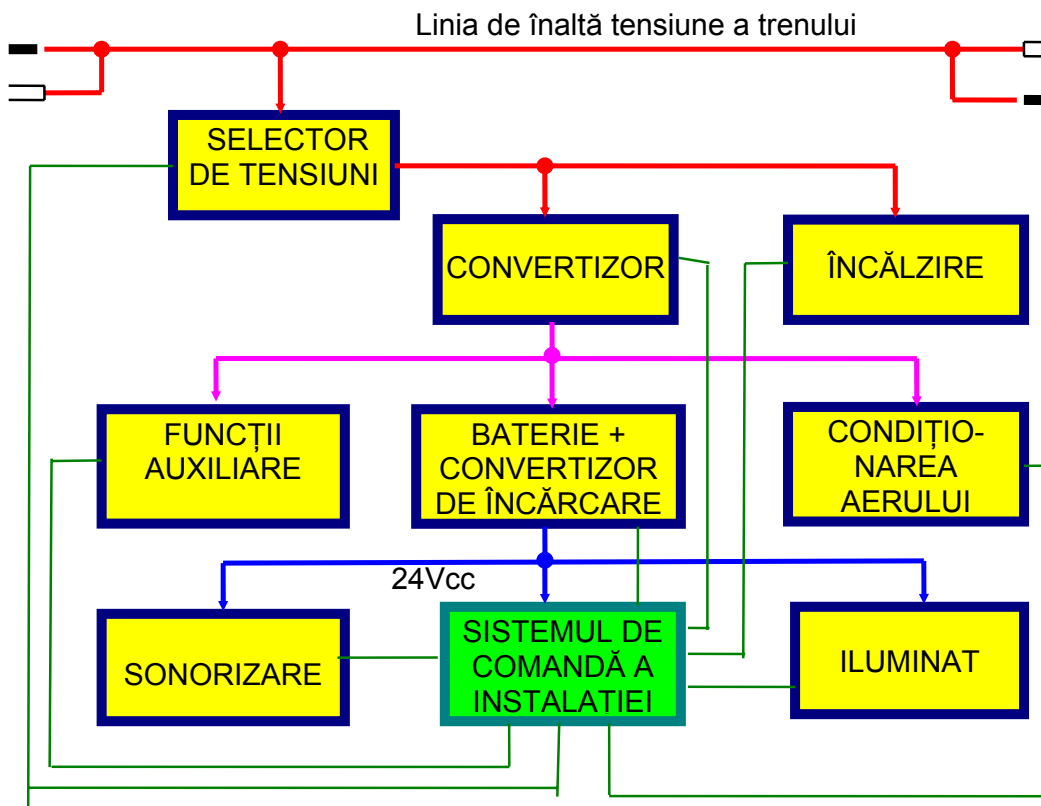 Linia de înaltă tensiune a trenului
SELECTOR
DE TENSIUNI
CONVERTIZOR
ÎNCĂLZIRE
FUNCȚII
AUXILIARE
BATERIE +
CONVERTIZOR
DE ÎNCĂRCARE
CONDIȚIO-
NAREA
AERULUI
24Vcc
SONORIZARE
SISTEMUL DE
COMANDĂ A
INSTALATIEI
ILUMINAT